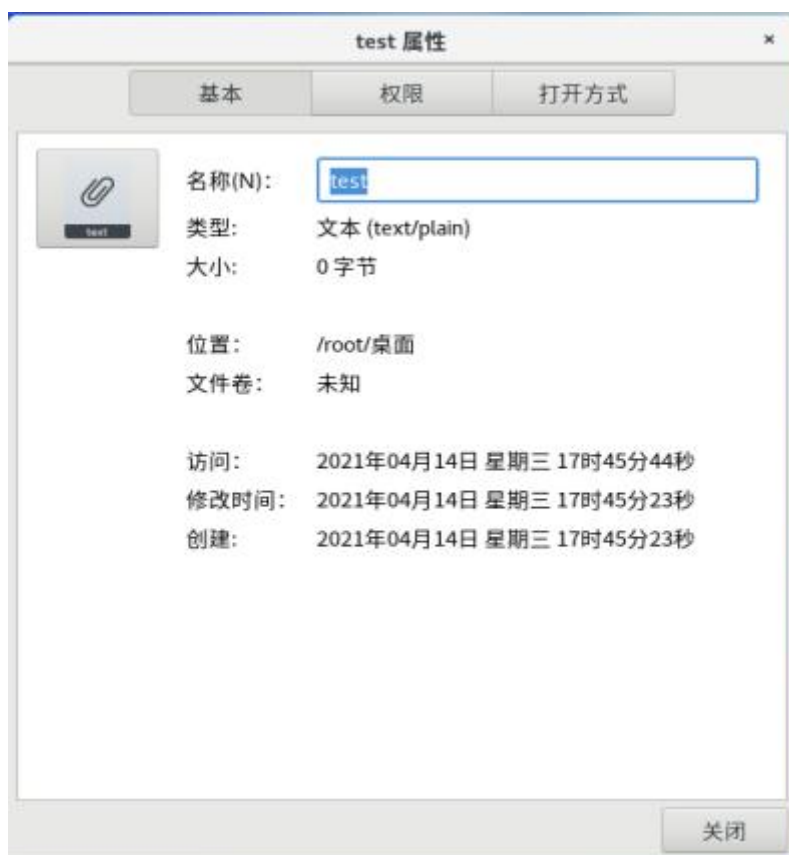 test 属性
×
基本 权限 打开方式
text
名称(N)： test
类型: 文本 (text/plain)
大小: 0 字节
位置： /root/桌面
文件卷： 未知
访问: 2021年04月14日 星期三 17时45分44秒
修改时间: 2021年04月14日 星期三 17时45分23秒
创建: 2021年04月14日 星期三 17时45分23秒
关闭